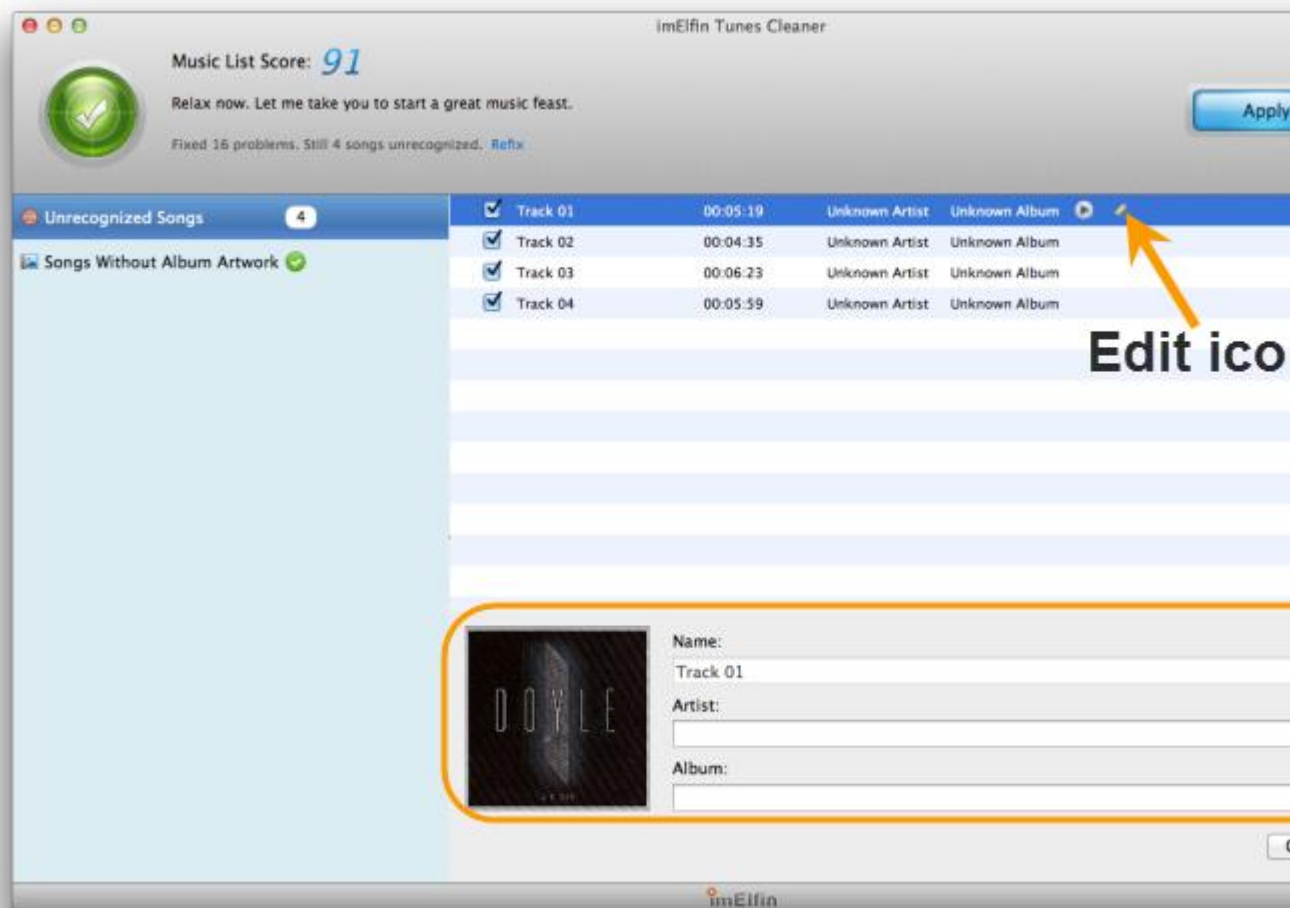 imElfin Tunes Cleaner
Music List Score: 91
Relax now. Let me take you to start a great music feast.
Apply
Fixed 16 problems. Still 4 songs unrecognized. Refix
Unrecognized Songs 4
Songs Without Album Artwork
Track 01 00:05:19 Unknown Artist Unknown Album
Track 02 00:04:35 Unknown Artist Unknown Album
Track 03 00:06:23 Unknown Artist Unknown Album
Track 04 00:05:59 Unknown Artist Unknown Album
Edit ico
DOYLE
Name:
Track 01
Artist:
Album:
imElfin